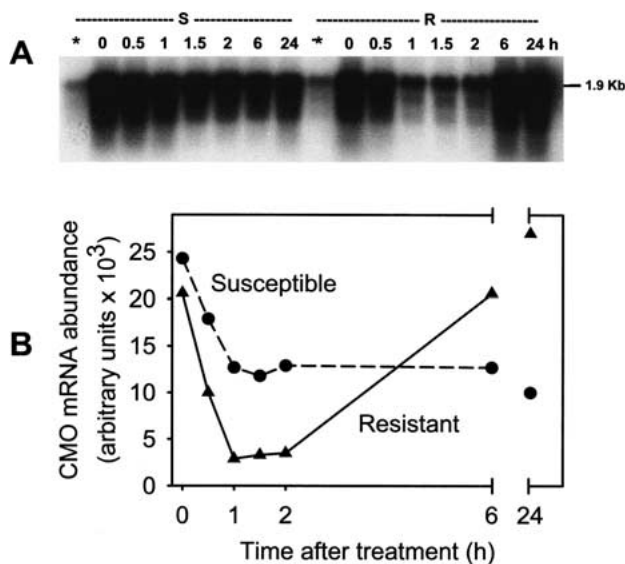 ------------------ S ------------------ ------------------ R ------------------
* 0 0.5 1 1.5 2 6 24 * 0 0.5 1 1.5 2 6 24 h
A
1.9 Kb
B
CMO mRNA abundance
(arbitrary units x 10³)
25
20
15
10
5
0
Susceptible
Resistant
0 1 2 6 24
Time after treatment (h)